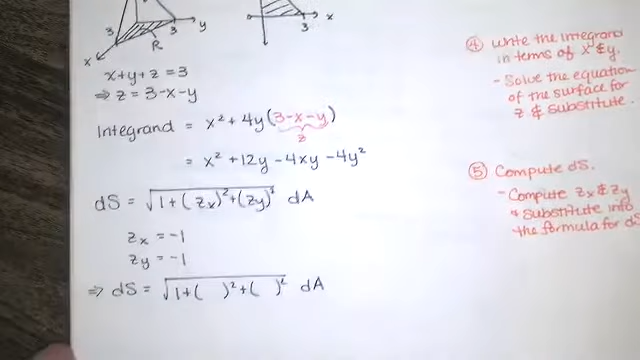 3
3
y
x
R
x
3
x+y+z=3
⇒ z=3-x-y
Integrand = x²+4y(3-x-y)
z
= x²+12y-4xy-4y²
dS = √1+(zx)²+(zy)² dA
zx = -1
zy = -1
⇒ dS = √1+( )²+( )² dA
④ Write the integrand
in terms of x & y.
- Solve the equation
of the surface for
z & substitute.
⑤ Compute dS.
- Compute zx & zy
& substitute into
the formula for dS